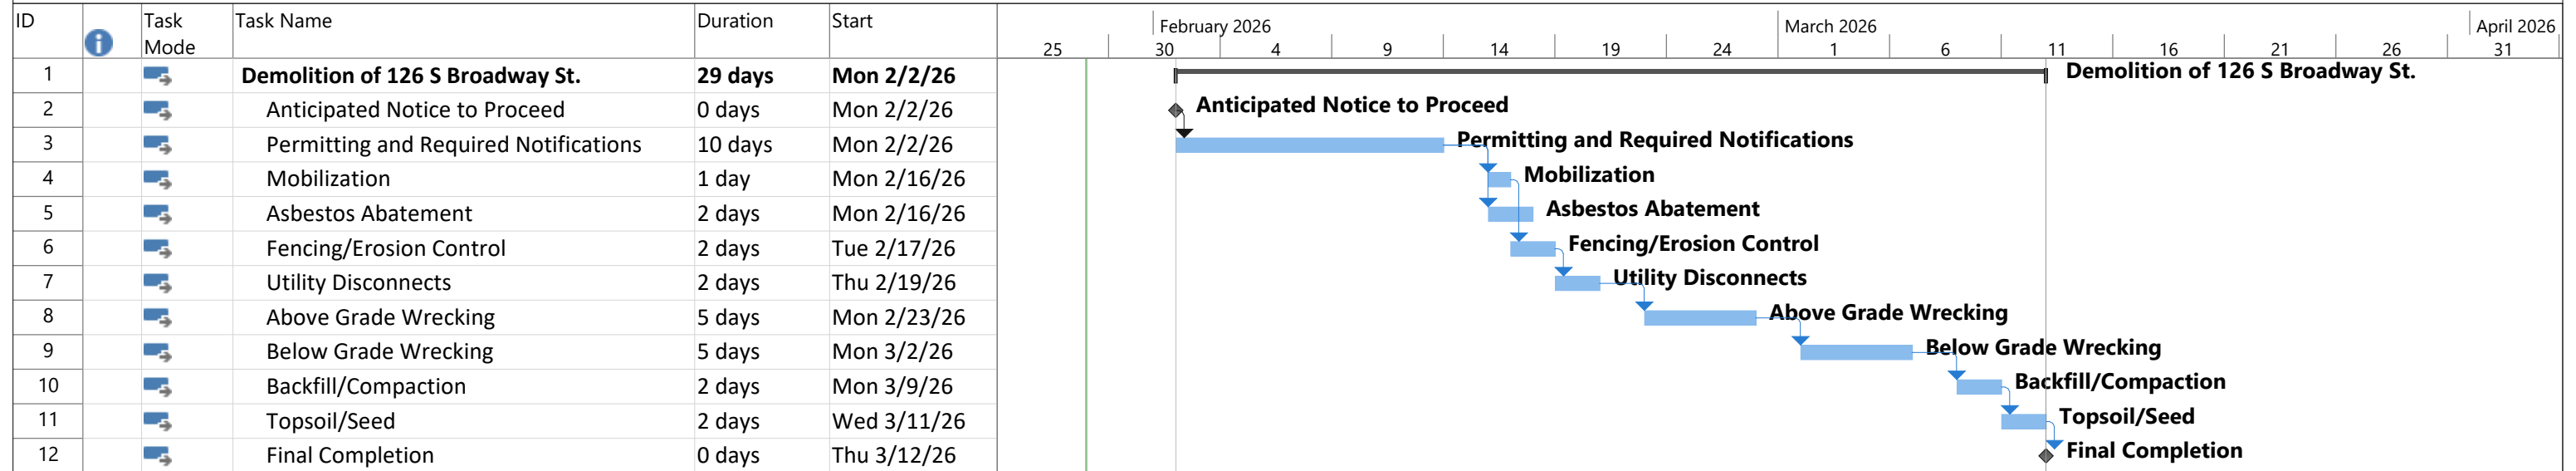 ID Task Mode Task Name Duration Start
February 2026 March 2026 April 2026
25 30 4 9 14 19 24 1 6 11 16 21 26 31
1 Demolition of 126 S Broadway St. 29 days Mon 2/2/26 Demolition of 126 S Broadway St.
2 Anticipated Notice to Proceed 0 days Mon 2/2/26 Anticipated Notice to Proceed
3 Permitting and Required Notifications 10 days Mon 2/2/26 Permitting and Required Notifications
4 Mobilization 1 day Mon 2/16/26 Mobilization
5 Asbestos Abatement 2 days Mon 2/16/26 Asbestos Abatement
6 Fencing/Erosion Control 2 days Tue 2/17/26 Fencing/Erosion Control
7 Utility Disconnects 2 days Thu 2/19/26 Utility Disconnects
8 Above Grade Wrecking 5 days Mon 2/23/26 Above Grade Wrecking
9 Below Grade Wrecking 5 days Mon 3/2/26 Below Grade Wrecking
10 Backfill/Compaction 2 days Mon 3/9/26 Backfill/Compaction
11 Topsoil/Seed 2 days Wed 3/11/26 Topsoil/Seed
12 Final Completion 0 days Thu 3/12/26 Final Completion